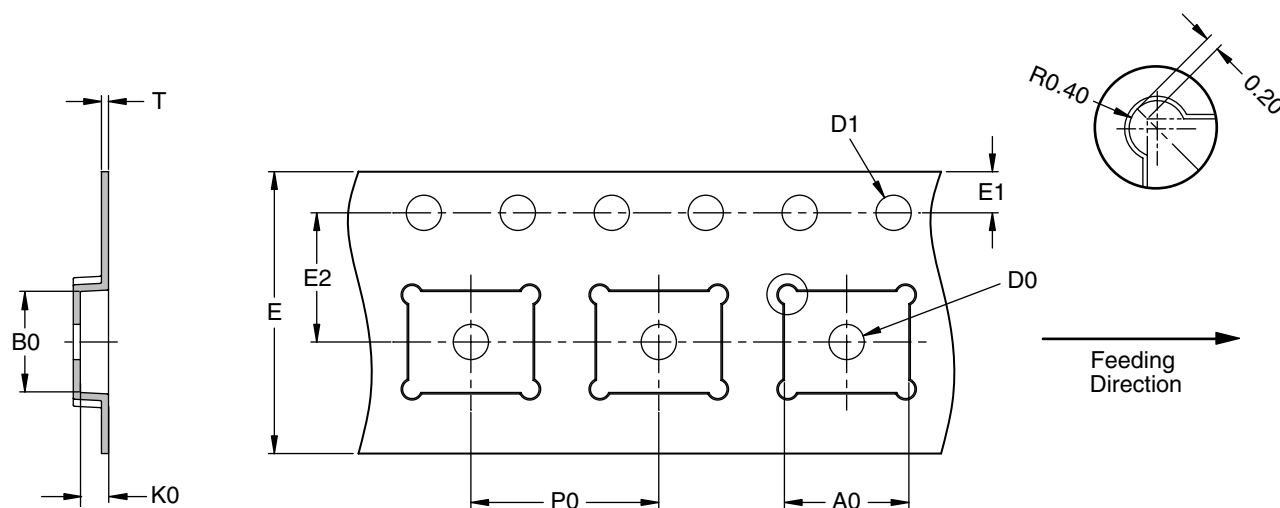 T
D1
R0.40
0.20
E1
E2
E
D0
B0
Feeding
Direction
K0
P0
A0